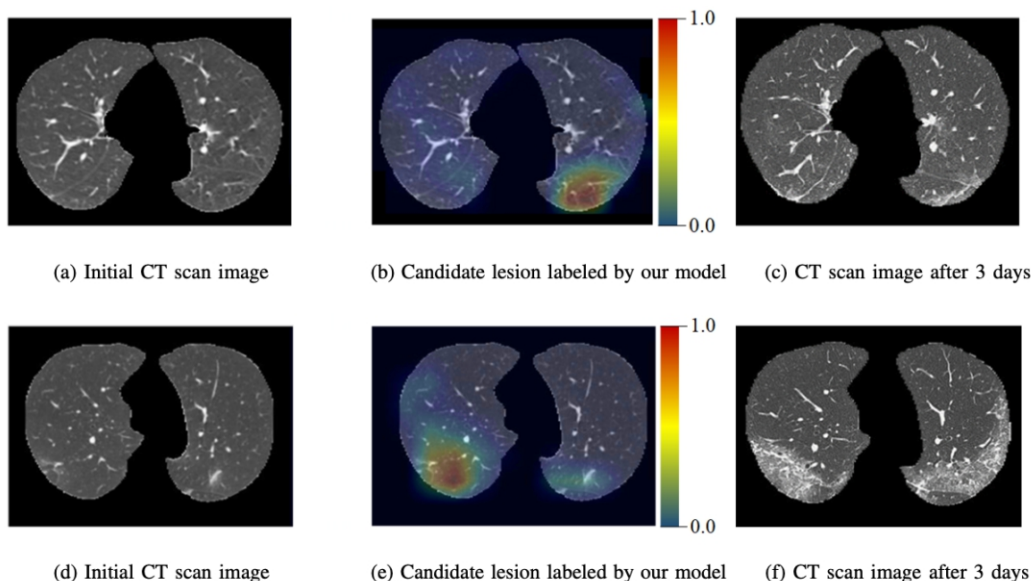 1.0
0.0
(a) Initial CT scan image
(b) Candidate lesion labeled by our model
(c) CT scan image after 3 days
1.0
0.0
(d) Initial CT scan image
(e) Candidate lesion labeled by our model
(f) CT scan image after 3 days